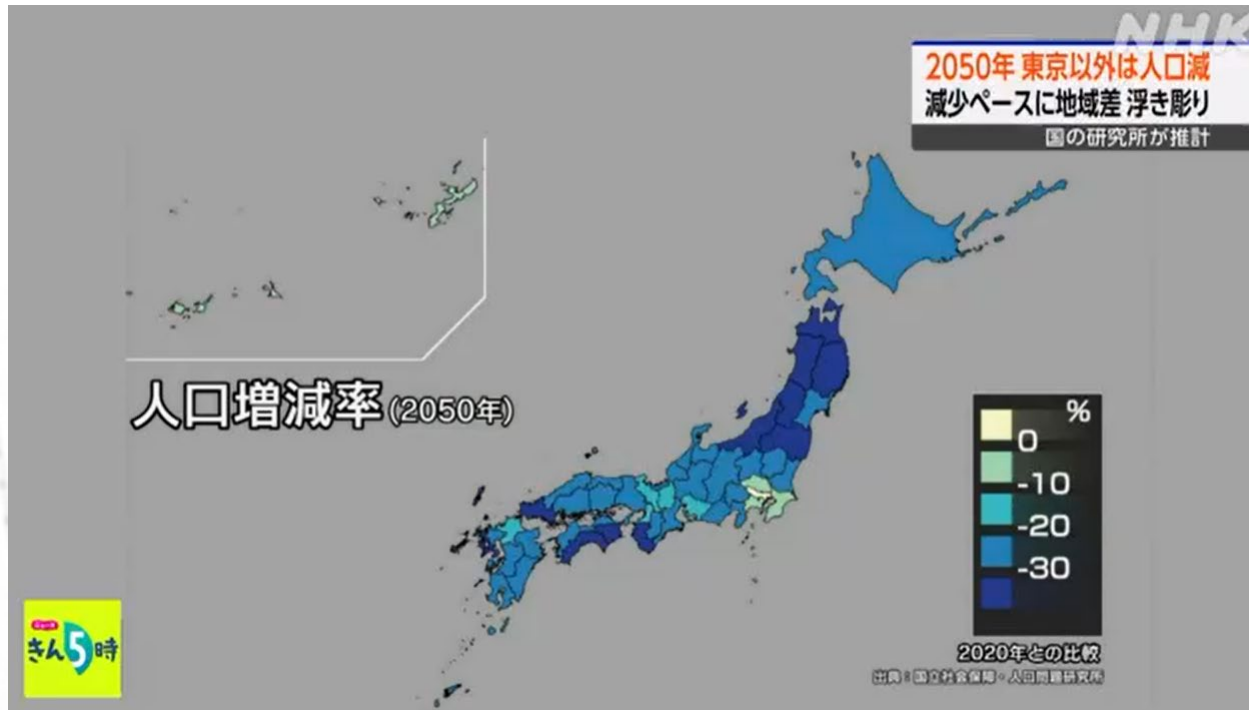 NHK
2050年 東京以外は人口減
減少ペースに地域差 浮き彫り
国の研究所が推計
人口増減率(2050年)
%
0
-10
-20
-30
2020年との比較
出典：国立社会保障・人口問題研究所
ニュース
きん5時